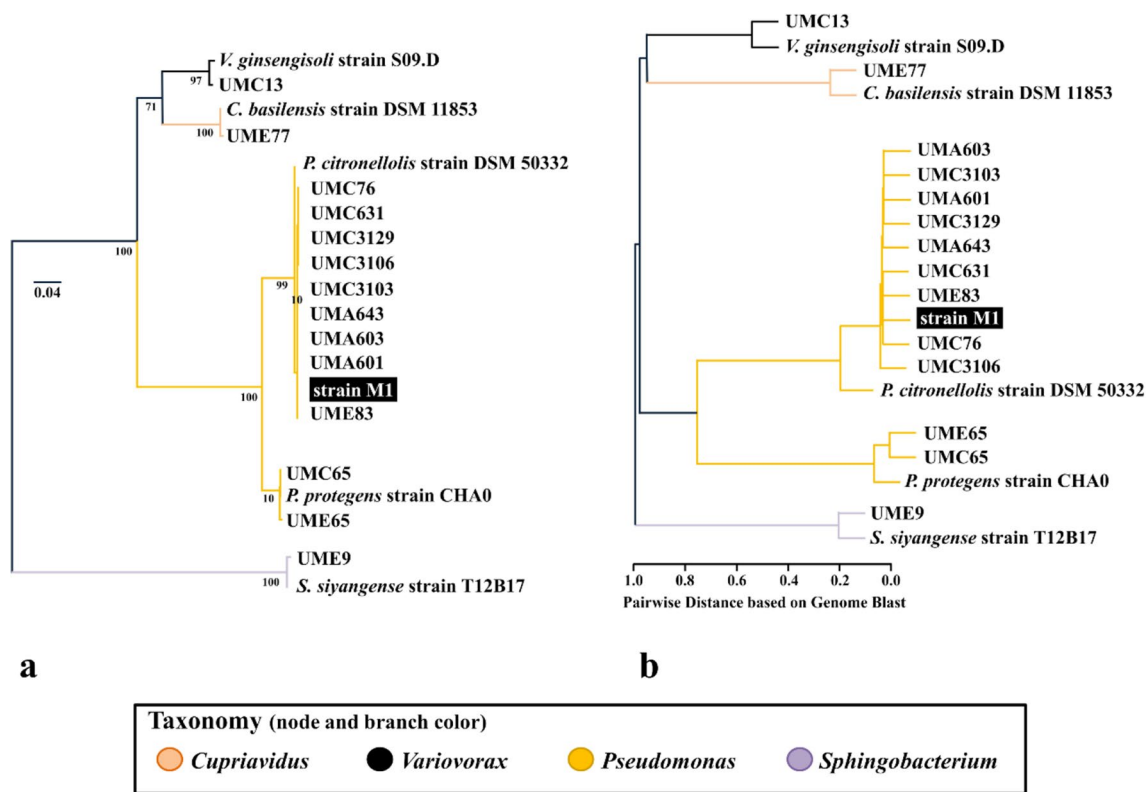 V. ginsengisoli strain S09.D
97
UMC13
71
C. basilensis strain DSM 11853
100
UME77
P. citronellolis strain DSM 50332
UMC76
UMC631
UMC3129
100
UMC3106
99
0.04
UMC3103
10
UMA643
UMA603
UMA601
strain M1
100
UME83
UMC65
10
P. protegens strain CHA0
UME65
UME9
100
S. siyangense strain T12B17
a
UMC13
V. ginsengisoli strain S09.D
UME77
C. basilensis strain DSM 11853
UMA603
UMC3103
UMA601
UMC3129
UMA643
UMC631
UME83
strain M1
UMC76
UMC3106
P. citronellolis strain DSM 50332
UME65
UMC65
P. protegens strain CHA0
UME9
S. siyangense strain T12B17
1.0 0.8 0.6 0.4 0.2 0.0
Pairwise Distance based on Genome Blast
b
Taxonomy (node and branch color)
Cupriavidus Variovorax Pseudomonas Sphingobacterium